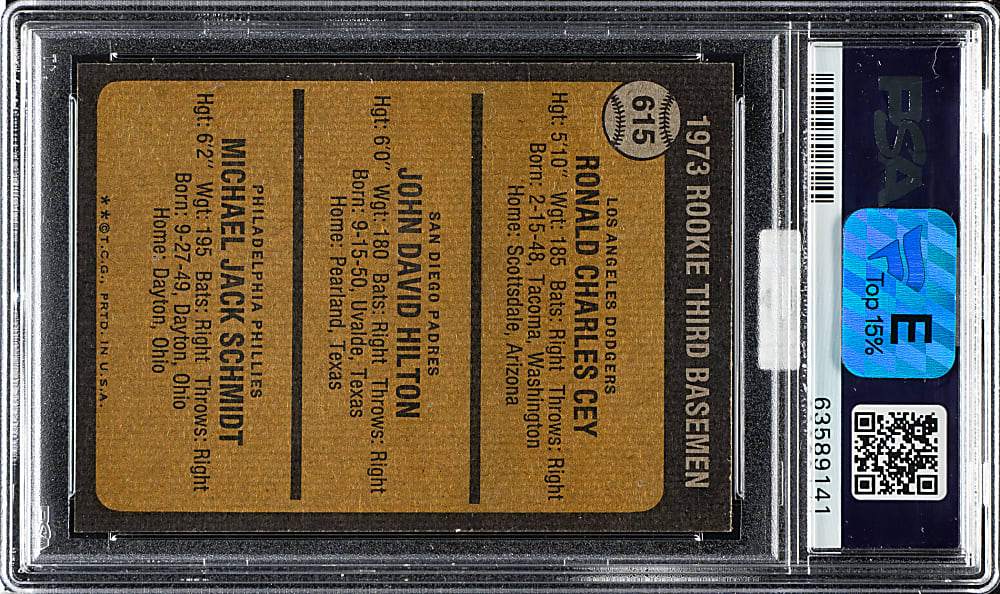 PSA
E
Top 15%
63589141
1973 ROOKIE THIRD BASEMEN
615
LOS ANGELES DODGERS
RONALD CHARLES CEY
Hgt: 5'10" Wgt: 185 Bats: Right Throws: Right
Born: 2-15-48, Tacoma, Washington
Home: Scottsdale, Arizona
SAN DIEGO PADRES
JOHN DAVID HILTON
Hgt: 6'0" Wgt: 180 Bats: Right Throws: Right
Born: 9-15-50, Uvalde, Texas
Home: Pearland, Texas
PHILADELPHIA PHILLIES
MICHAEL JACK SCHMIDT
Hgt: 6'2" Wgt: 195 Bats: Right Throws: Right
Born: 9-27-49, Dayton, Ohio
Home: Dayton, Ohio
**©T.C.G., PRTD. IN U.S.A.